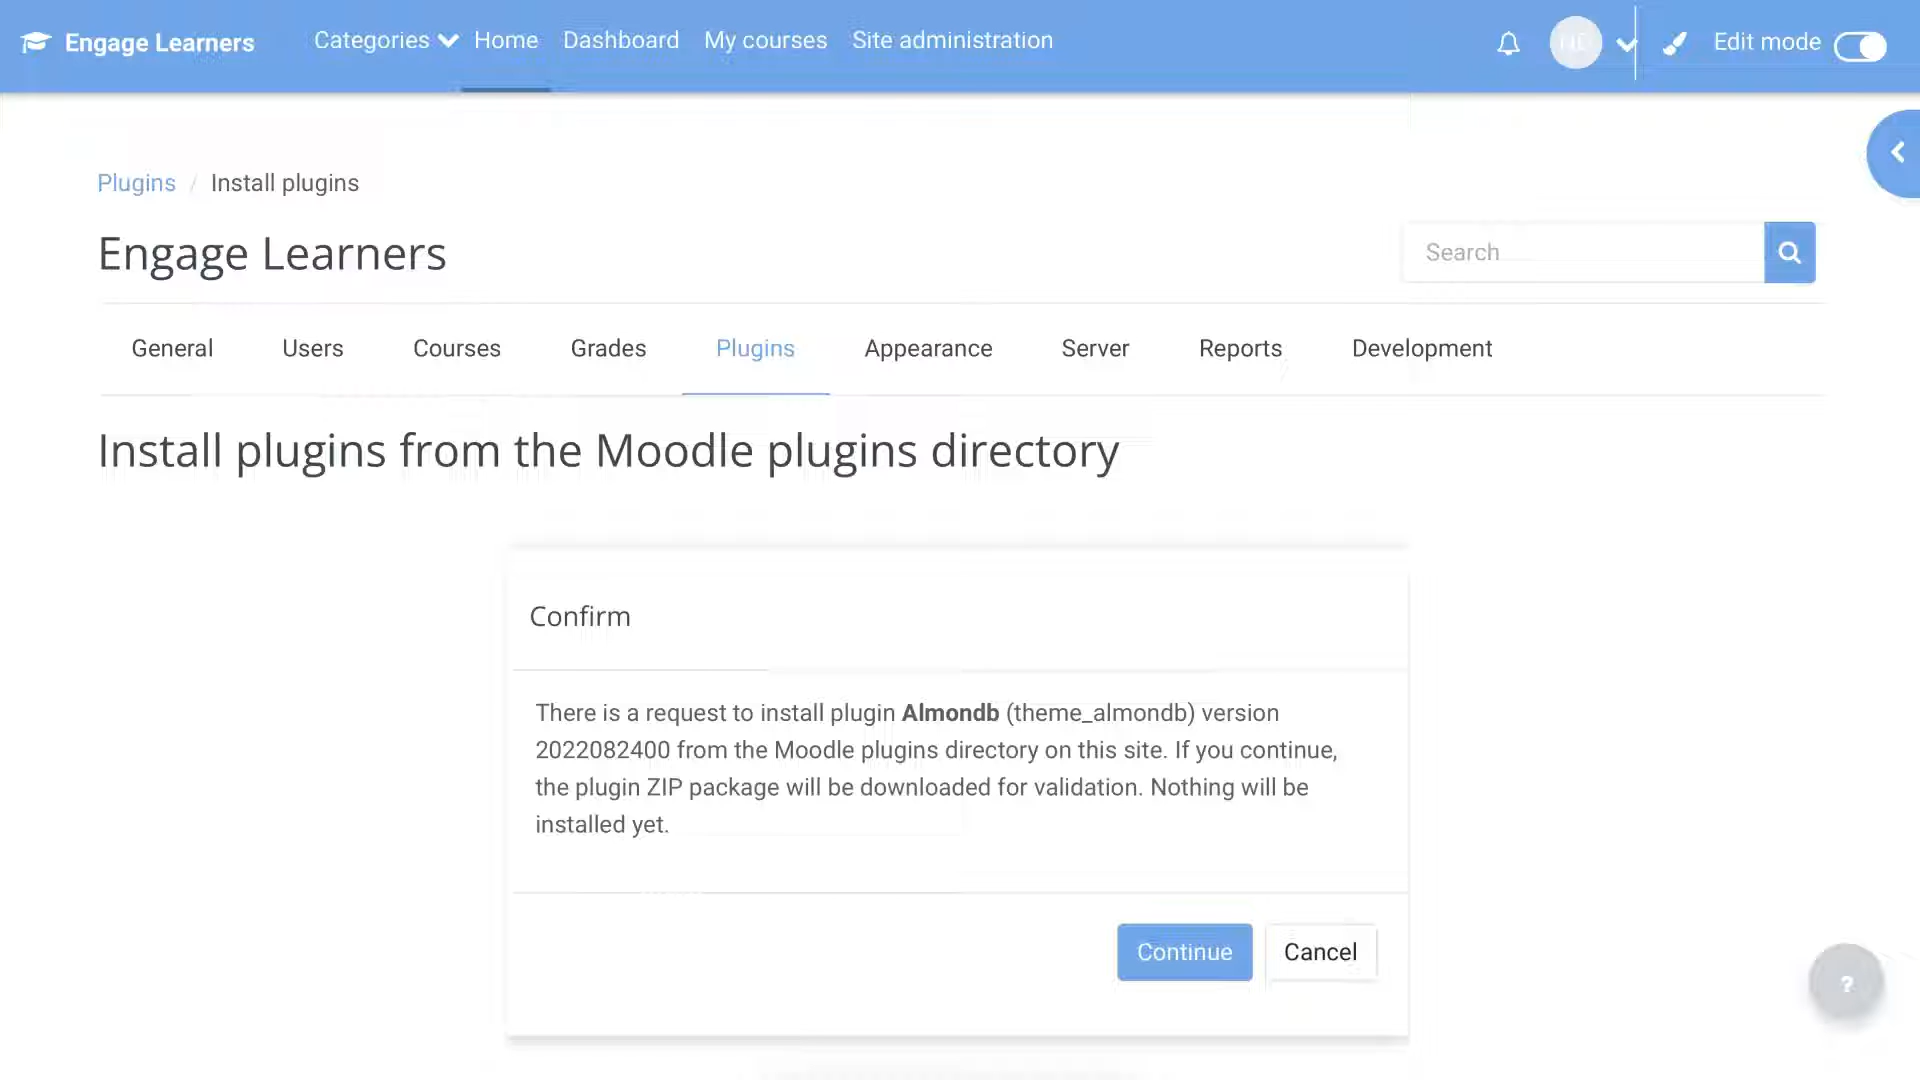 Engage Learners Categories Home Dashboard My courses Site administration Edit mode
Plugins / Install plugins
Engage Learners
Search
General Users Courses Grades Plugins Appearance Server Reports Development
Install plugins from the Moodle plugins directory
Confirm
There is a request to install plugin Almondb (theme_almondb) version
2022082400 from the Moodle plugins directory on this site. If you continue,
the plugin ZIP package will be downloaded for validation. Nothing will be
installed yet.
Continue Cancel
?